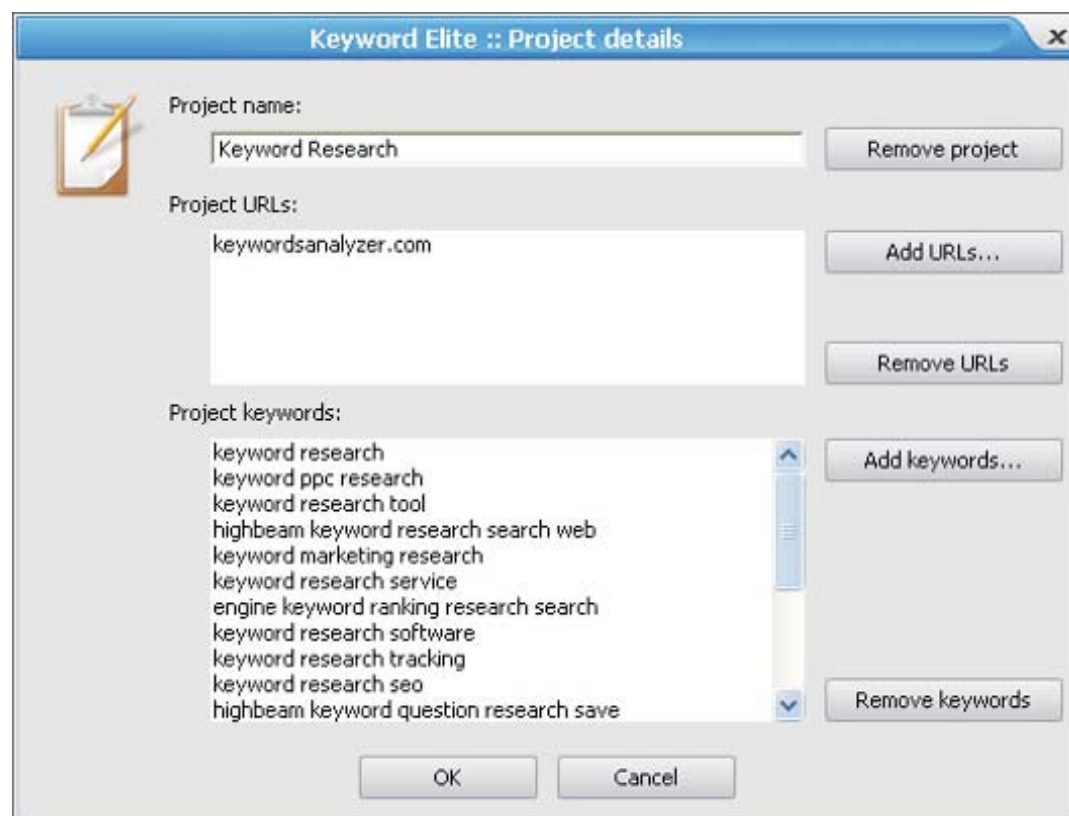 Keyword Elite :: Project details
Project name:
Keyword Research
Remove project
Project URLs:
keywordsanalyzer.com
Add URLs...
Remove URLs
Project keywords:
keyword research
keyword ppc research
keyword research tool
highbeam keyword research search web
keyword marketing research
keyword research service
engine keyword ranking research search
keyword research software
keyword research tracking
keyword research seo
highbeam keyword question research save
Add keywords...
Remove keywords
OK
Cancel